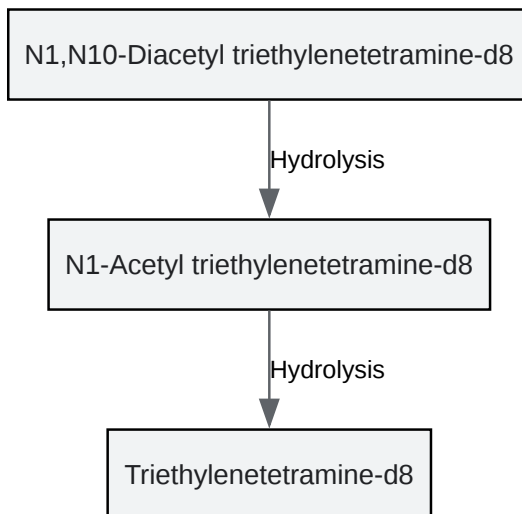 N1,N10-Diacetyl triethylenetetramine-d8
Hydrolysis
N1-Acetyl triethylenetetramine-d8
Hydrolysis
Triethylenetetramine-d8